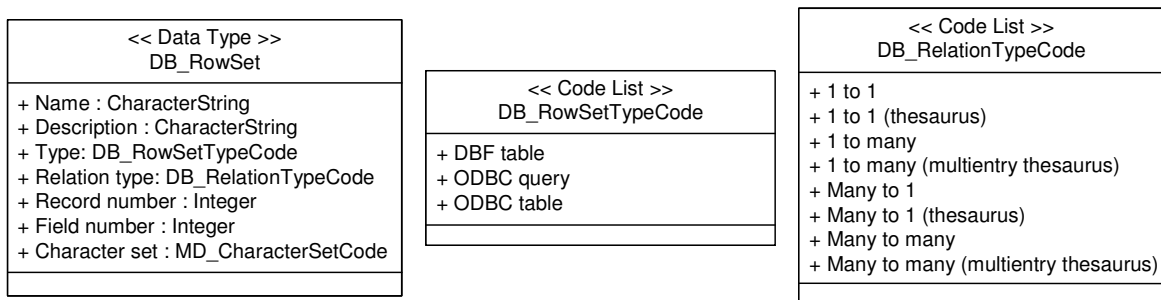 << Data Type >>
DB_RowSet
+ Name : CharacterString
+ Description : CharacterString
+ Type: DB_RowSetTypeCode
+ Relation type: DB_RelationTypeCode
+ Record number : Integer
+ Field number : Integer
+ Character set : MD_CharacterSetCode
<< Code List >>
DB_RowSetTypeCode
+ DBF table
+ ODBC query
+ ODBC table
<< Code List >>
DB_RelationTypeCode
+ 1 to 1
+ 1 to 1 (thesaurus)
+ 1 to many
+ 1 to many (multientry thesaurus)
+ Many to 1
+ Many to 1 (thesaurus)
+ Many to many
+ Many to many (multientry thesaurus)